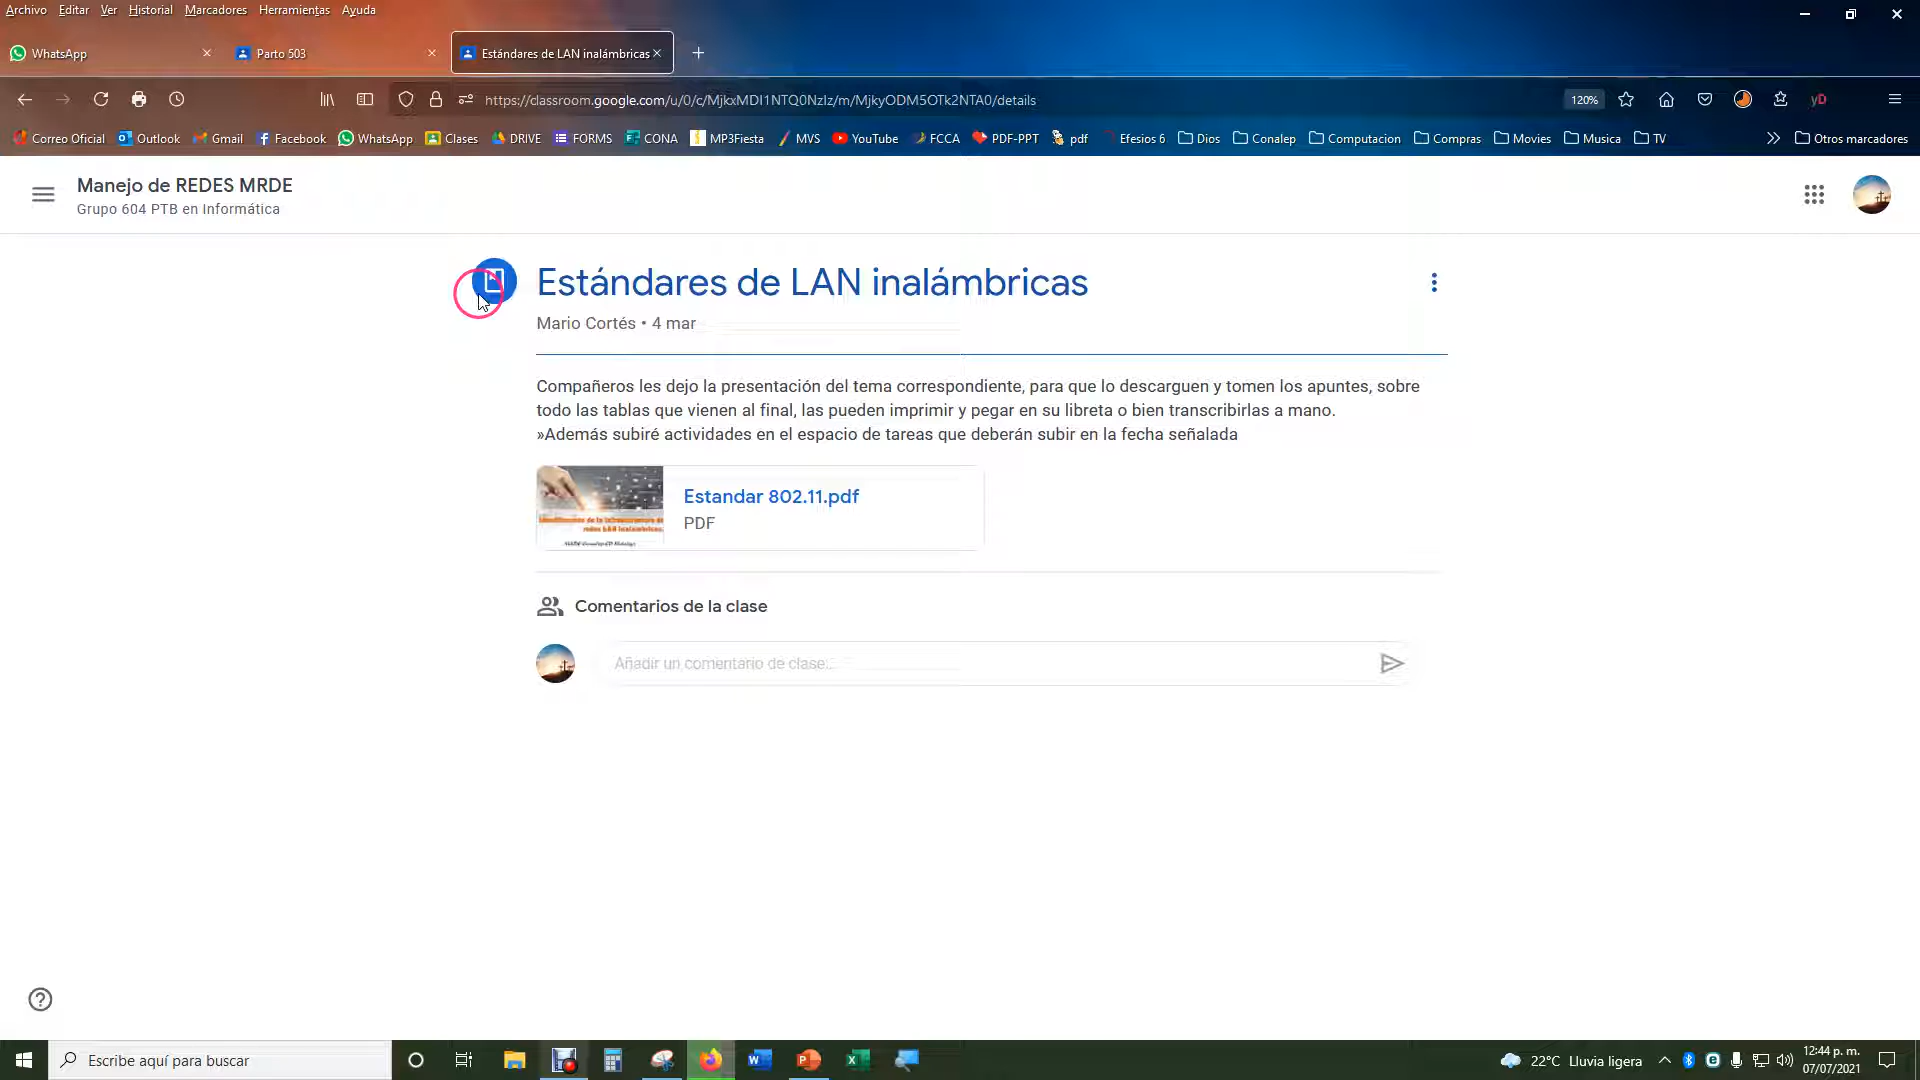 Archivo Editar Ver Historial Marcadores Herramientas Ayuda
WhatsApp
Parto 503
Estándares de LAN inalámbricas
https://classroom.google.com/u/0/c/MjkxMDI1NTQ0NzIz/m/MjkyODM5OTk2NTA0/details
120%
yD
Correo Oficial Outlook Gmail Facebook WhatsApp Clases DRIVE FORMS CONA MP3Fiesta MVS YouTube FCCA PDF-PPT pdf Efesios 6 Dios Conalep Computacion Compras Movies Musica TV Otros marcadores
Manejo de REDES MRDE
Grupo 604 PTB en Informática
Estándares de LAN inalámbricas
Mario Cortés • 4 mar
Compañeros les dejo la presentación del tema correspondiente, para que lo descarguen y tomen los apuntes, sobre
todo las tablas que vienen al final, las pueden imprimir y pegar en su libreta o bien transcribirlas a mano.
»Además subiré actividades en el espacio de tareas que deberán subir en la fecha señalada
Estandar 802.11.pdf
PDF
Comentarios de la clase
Añadir un comentario de clase...
Escribe aquí para buscar
22°C Lluvia ligera
12:44 p. m.
07/07/2021